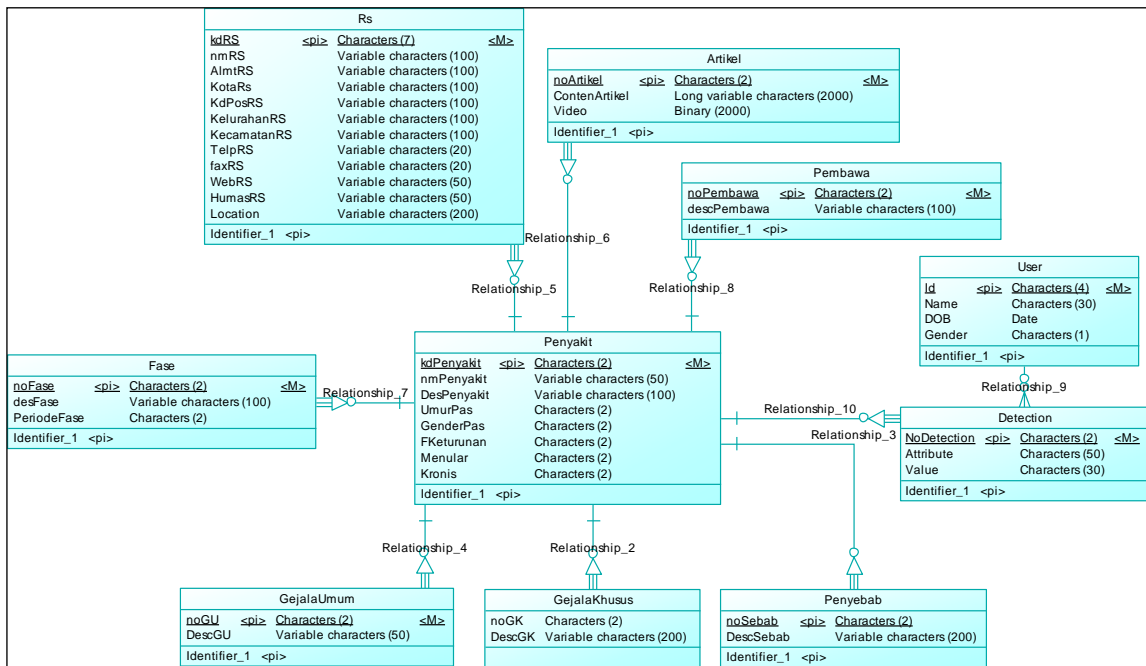 Rs
kdRS <pi> Characters (7) <M>
nmRS Variable characters (100)
AlmtRS Variable characters (100)
KotaRs Variable characters (100)
KdPosRS Variable characters (100)
KelurahanRS Variable characters (100)
KecamatanRS Variable characters (100)
TelpRS Variable characters (20)
faxRS Variable characters (20)
WebRS Variable characters (50)
HumasRS Variable characters (50)
Location Variable characters (200)
Identifier_1 <pi>
Artikel
noArtikel <pi> Characters (2) <M>
ContenArtikel Long variable characters (2000)
Video Binary (2000)
Identifier_1 <pi>
Pembawa
noPembawa <pi> Characters (2) <M>
descPembawa Variable characters (100)
Identifier_1 <pi>
Relationship_6
Relationship_5
Relationship_8
User
Id <pi> Characters (4) <M>
Name Characters (30)
DOB Date
Gender Characters (1)
Identifier_1 <pi>
Relationship_9
Fase
noFase <pi> Characters (2) <M>
desFase Variable characters (100)
PeriodeFase Characters (2)
Identifier_1 <pi>
Relationship_7
Penyakit
kdPenyakit <pi> Characters (2) <M>
nmPenyakit Variable characters (50)
DesPenyakit Variable characters (100)
UmurPas Characters (2)
GenderPas Characters (2)
FKeturunan Characters (2)
Menular Characters (2)
Kronis Characters (2)
Identifier_1 <pi>
Relationship_10
Relationship_3
Detection
NoDetection <pi> Characters (2) <M>
Attribute Characters (50)
Value Characters (30)
Identifier_1 <pi>
Relationship_4
Relationship_2
GejalaUmum
noGU <pi> Characters (2) <M>
DescGU Variable characters (50)
Identifier_1 <pi>
GejalaKhusus
noGK Characters (2)
DescGK Variable characters (200)
Penyebab
noSebab <pi> Characters (2) <M>
DescSebab Variable characters (200)
Identifier_1 <pi>